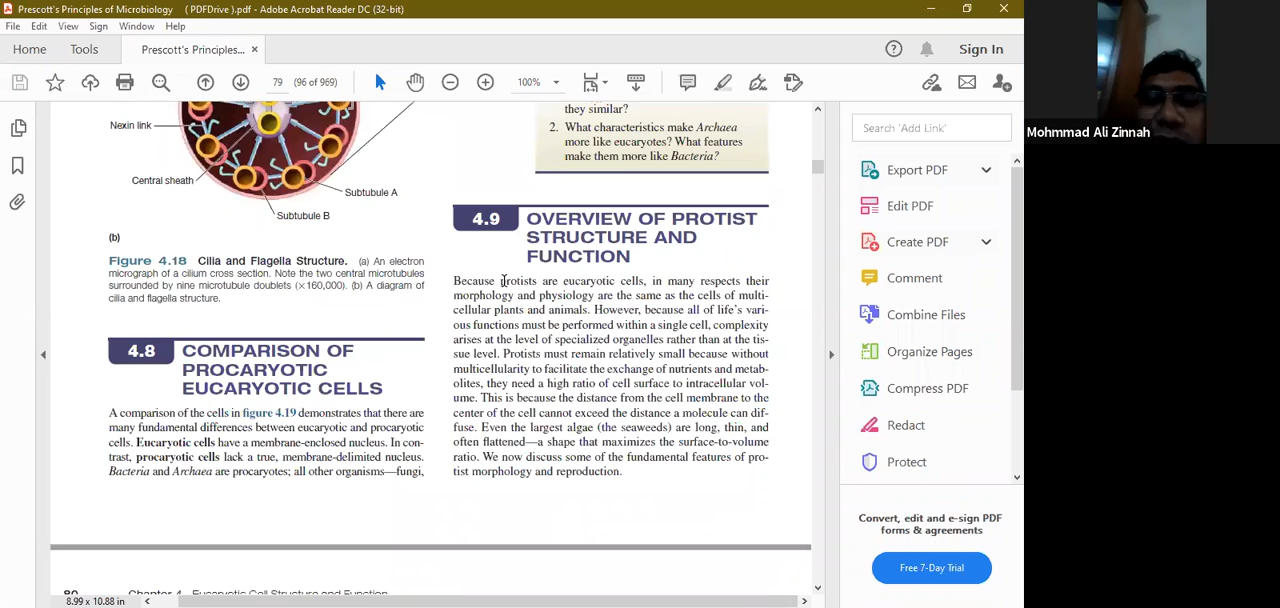 Prescott's Principles of Microbiology ( PDFDrive ).pdf - Adobe Acrobat Reader DC (32-bit)
File Edit View Sign Window Help
Home Tools Prescott's Principles... × Sign In
79 (96 of 969) 100%
Nexin link
Central sheath
Subtubule A
Subtubule B
(b)
Figure 4.18 Cilia and Flagella Structure. (a) An electron
micrograph of a cilium cross section. Note the two central microtubules
surrounded by nine microtubule doublets (×160,000). (b) A diagram of
cilia and flagella structure.
4.8 COMPARISON OF
PROCARYOTIC
EUCARYOTIC CELLS
A comparison of the cells in figure 4.19 demonstrates that there are
many fundamental differences between eucaryotic and procaryotic
cells. Eucaryotic cells have a membrane-enclosed nucleus. In con-
trast, procaryotic cells lack a true, membrane-delimited nucleus.
Bacteria and Archaea are procaryotes; all other organisms—fungi,
they similar?
2. What characteristics make Archaea
more like eucaryotes? What features
make them more like Bacteria?
4.9 OVERVIEW OF PROTIST
STRUCTURE AND
FUNCTION
Because protists are eucaryotic cells, in many respects their
morphology and physiology are the same as the cells of multi-
cellular plants and animals. However, because all of life's vari-
ous functions must be performed within a single cell, complexity
arises at the level of specialized organelles rather than at the tis-
sue level. Protists must remain relatively small because without
multicellularity to facilitate the exchange of nutrients and metab-
olites, they need a high ratio of cell surface to intracellular vol-
ume. This is because the distance from the cell membrane to the
center of the cell cannot exceed the distance a molecule can dif-
fuse. Even the largest algae (the seaweeds) are long, thin, and
often flattened—a shape that maximizes the surface-to-volume
ratio. We now discuss some of the fundamental features of pro-
tist morphology and reproduction.
80 Chapter 4 Eucaryotic Cell Structure and Function
8.99 x 10.88 in
Search 'Add Link'
Export PDF
Edit PDF
Create PDF
Comment
Combine Files
Organize Pages
Compress PDF
Redact
Protect
Convert, edit and e-sign PDF
forms & agreements
Free 7-Day Trial
Mohmmad Ali Zinnah